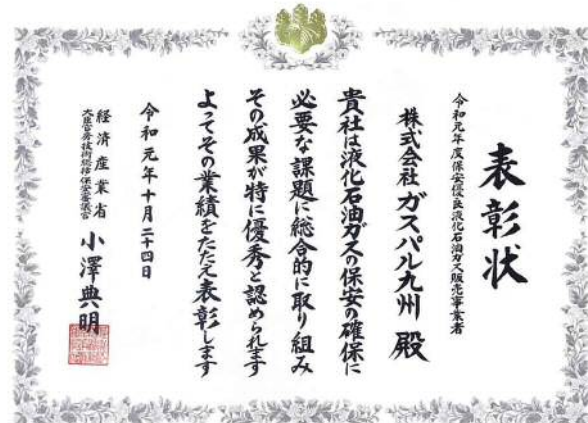 表彰状
令和元年度保安優良液化石油ガス販売事業者
株式会社 ガスパル九州 殿
貴社は液化石油ガスの保安の確保に
必要な課題に総合的に取り組み
その成果が特に優秀と認められます
よってその業績をたたえ表彰します
令和元年十月二十四日
経済産業省
大臣官房技術総括・保安審議官
小澤典明